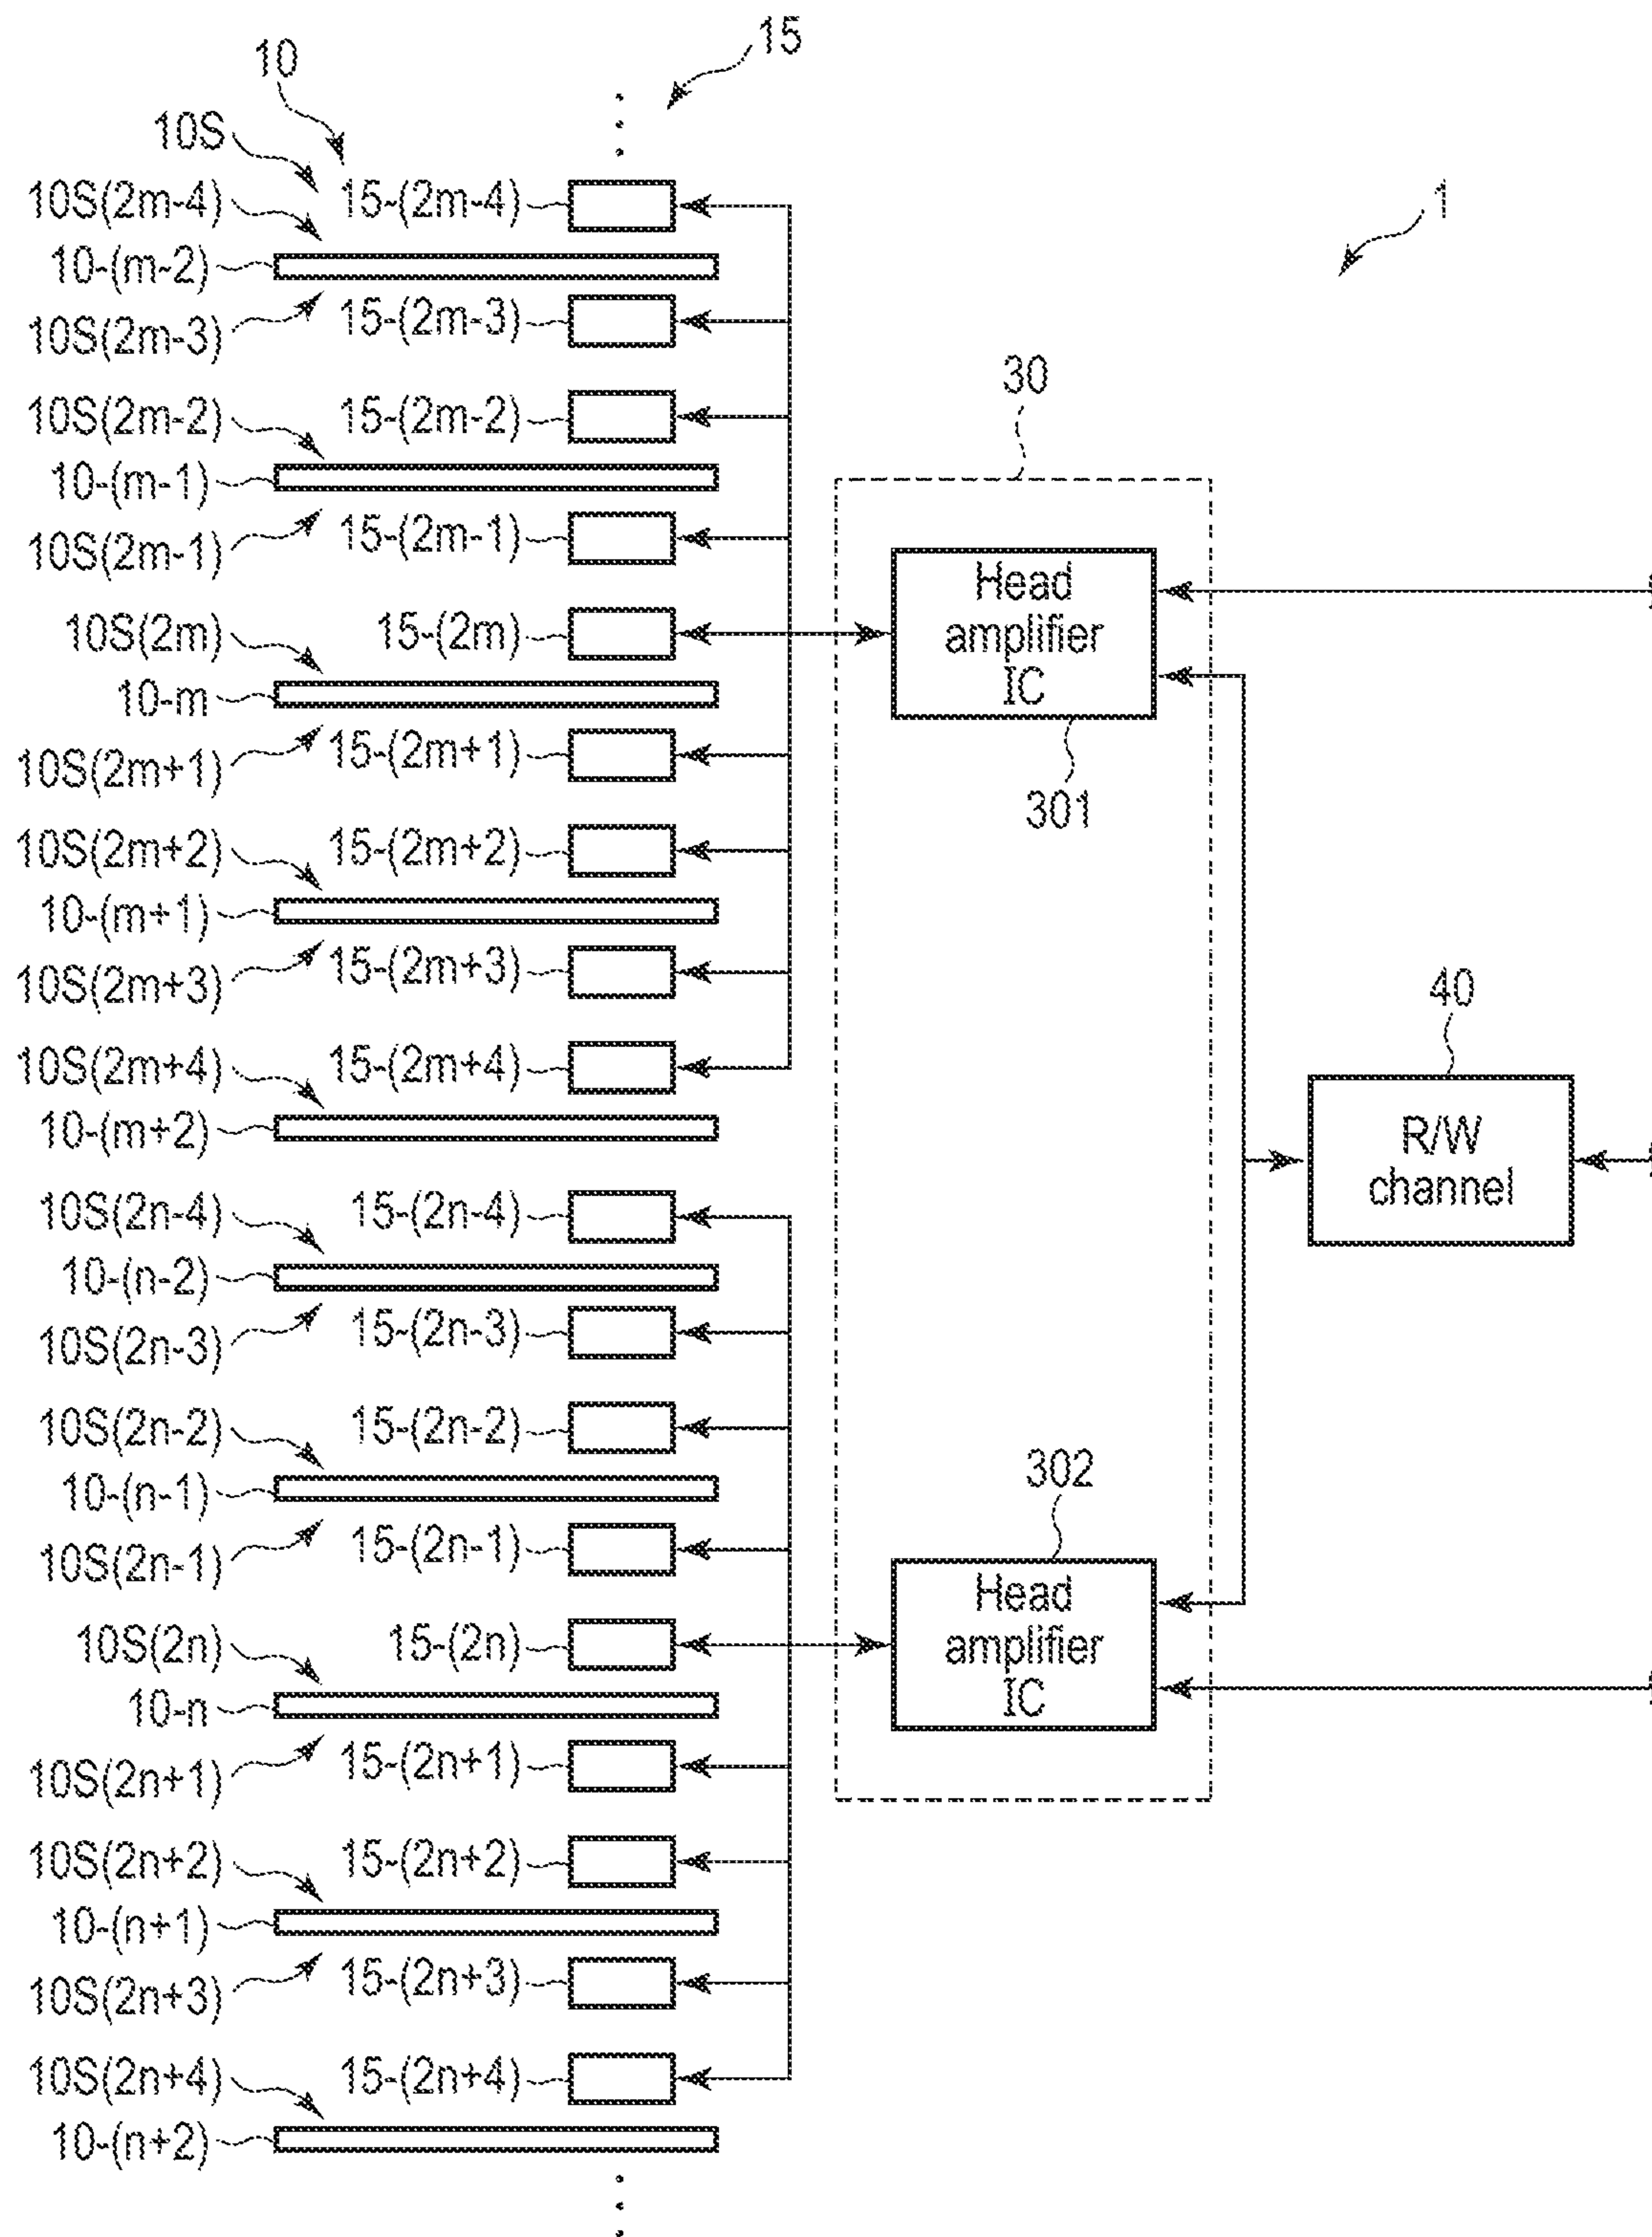 15
10
10S
10S(2m-4)
15-(2m-4)
1
10-(m-2)
10S(2m-3)
15-(2m-3)
30
10S(2m-2)
15-(2m-2)
10-(m-1)
10S(2m-1)
15-(2m-1)
Head
amplifier
IC
10S(2m)
15-(2m)
10-m
10S(2m+1)
15-(2m+1)
301
10S(2m+2)
15-(2m+2)
10-(m+1)
10S(2m+3)
15-(2m+3)
40
10S(2m+4)
15-(2m+4)
10-(m+2)
R/W
channel
10S(2n-4)
15-(2n-4)
10-(n-2)
10S(2n-3)
15-(2n-3)
10S(2n-2)
15-(2n-2)
302
10-(n-1)
10S(2n-1)
15-(2n-1)
Head
amplifier
IC
10S(2n)
15-(2n)
10-n
10S(2n+1)
15-(2n+1)
10S(2n+2)
15-(2n+2)
10-(n+1)
10S(2n+3)
15-(2n+3)
10S(2n+4)
15-(2n+4)
10-(n+2)